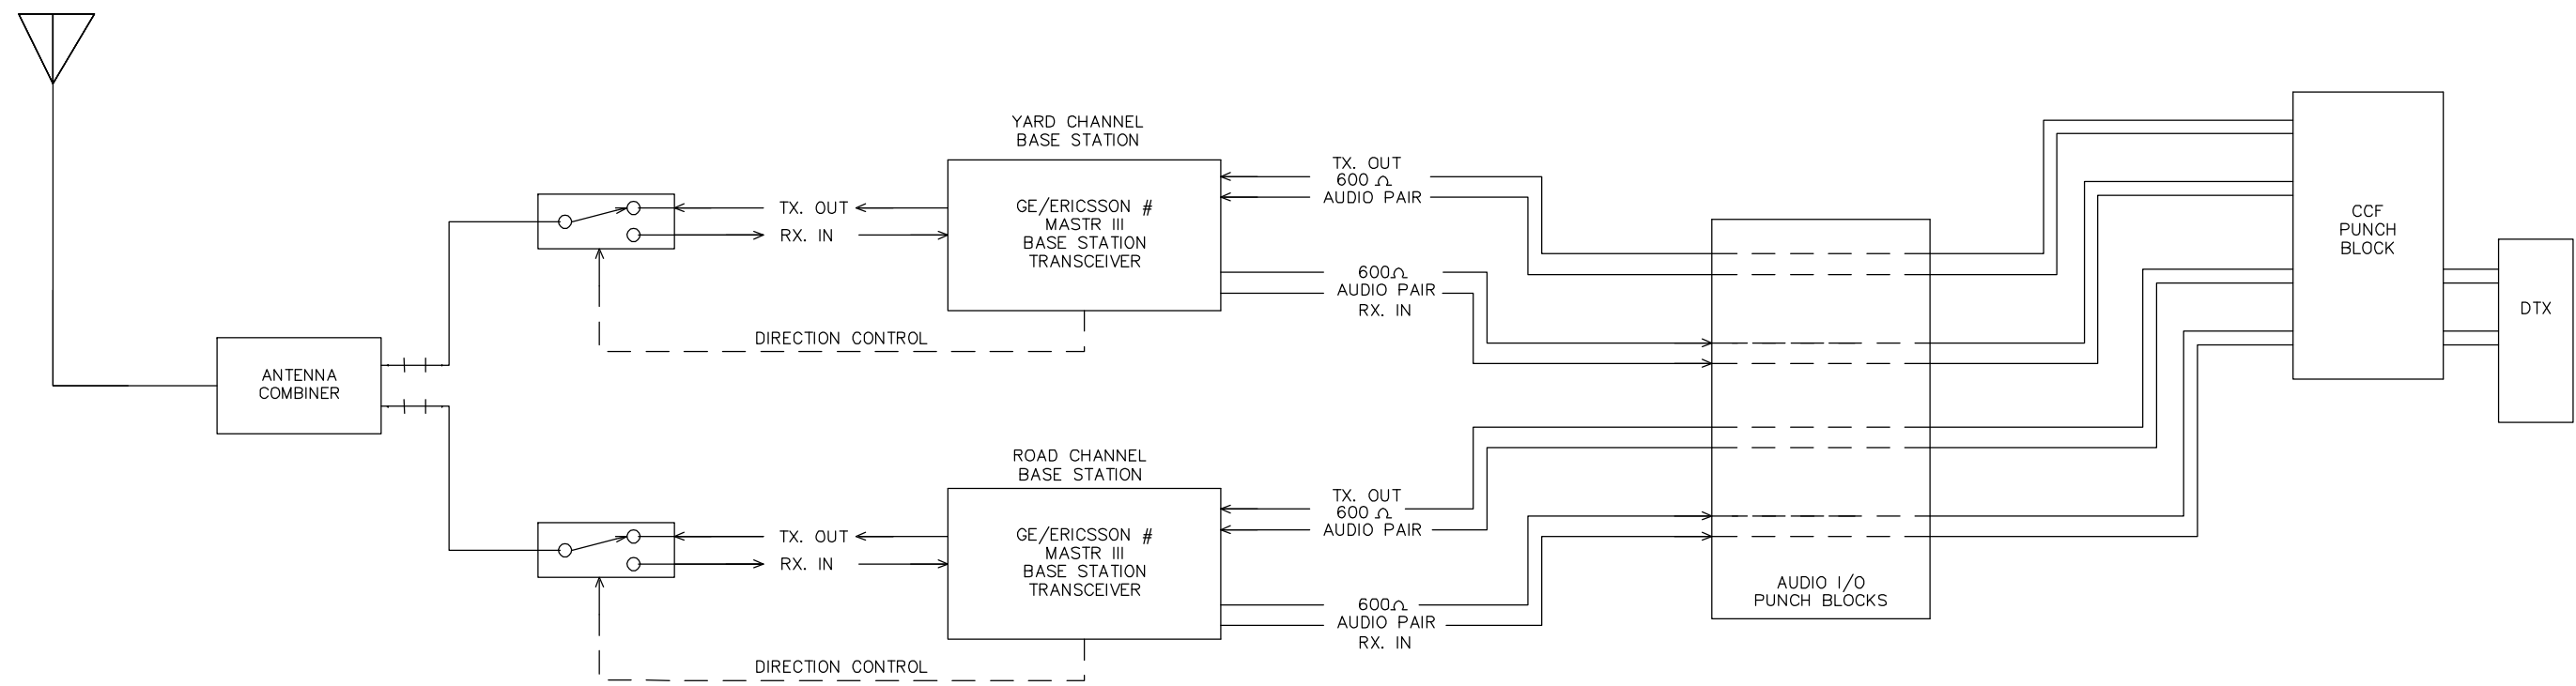 YARD CHANNEL
BASE STATION
GE/ERICSSON #
MASTR III
BASE STATION
TRANSCEIVER
TX. OUT
RX. IN
DIRECTION CONTROL
TX. OUT
600 Ω
AUDIO PAIR
600Ω
AUDIO PAIR
RX. IN
ANTENNA
COMBINER
ROAD CHANNEL
BASE STATION
GE/ERICSSON #
MASTR III
BASE STATION
TRANSCEIVER
TX. OUT
RX. IN
DIRECTION CONTROL
TX. OUT
600 Ω
AUDIO PAIR
600Ω
AUDIO PAIR
RX. IN
AUDIO I/O
PUNCH BLOCKS
CCF
PUNCH
BLOCK
DTX